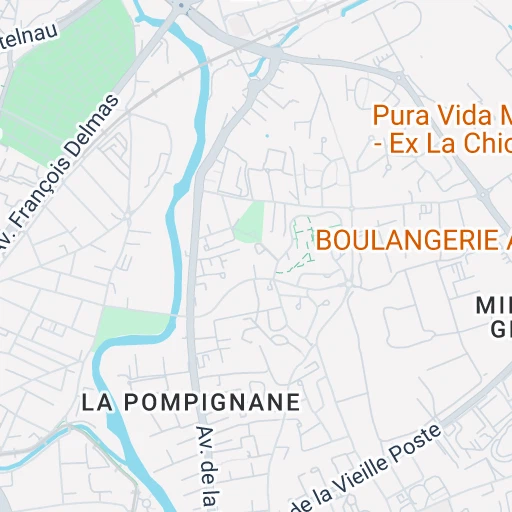 telnau
Av. François Delmas
Pura Vida M
- Ex La Chic
BOULANGERIE A
MI
G
LA POMPIGNANE
Av. de la
de la Vieille Poste